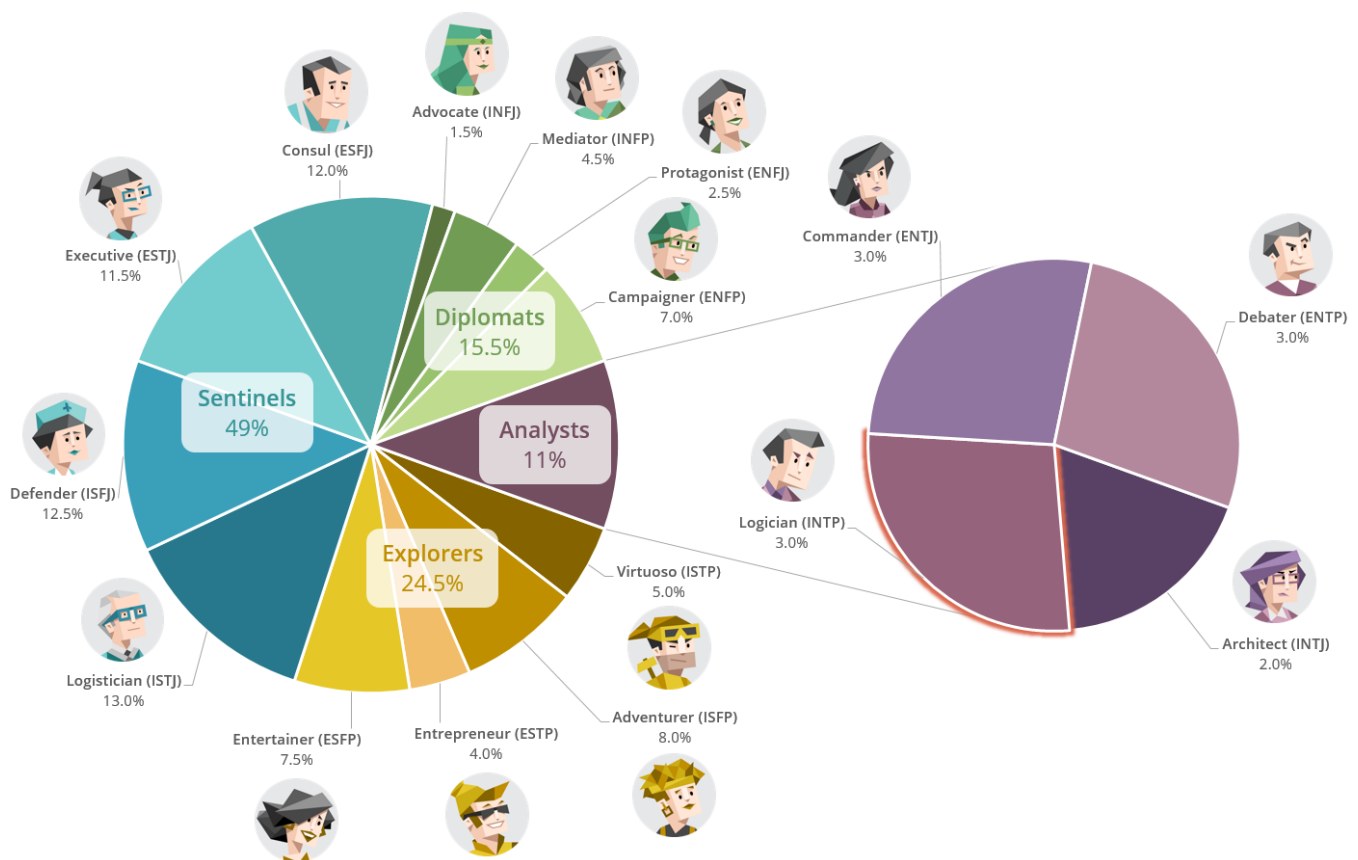 Advocate (INFJ)
1.5%
Mediator (INFP)
4.5%
Consul (ESFJ)
12.0%
Protagonist (ENFJ)
2.5%
Commander (ENTJ)
3.0%
Executive (ESTJ)
11.5%
Campaigner (ENFP)
7.0%
Debater (ENTP)
3.0%
Diplomats
15.5%
Sentinels
49%
Analysts
11%
Defender (ISFJ)
12.5%
Logician (INTP)
3.0%
Explorers
24.5%
Virtuoso (ISTP)
5.0%
Architect (INTJ)
2.0%
Logistician (ISTJ)
13.0%
Adventurer (ISFP)
8.0%
Entertainer (ESFP)
7.5%
Entrepreneur (ESTP)
4.0%